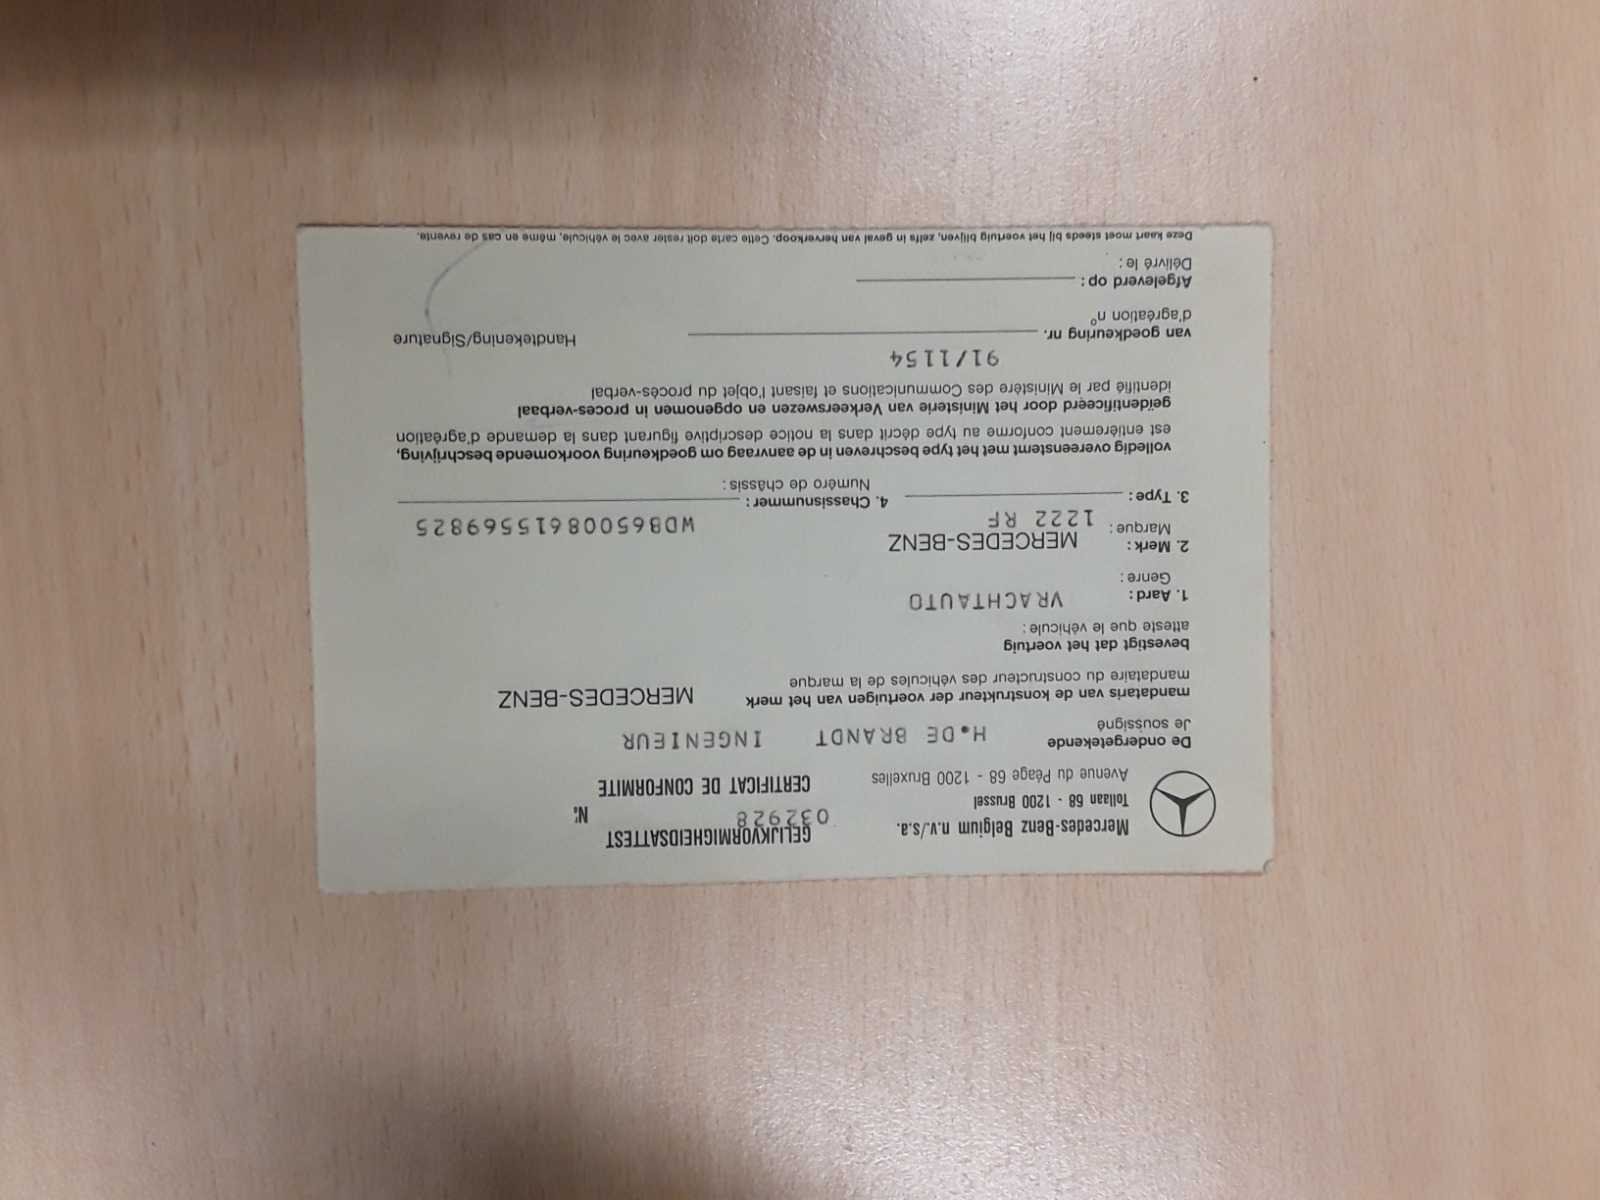 Mercedes-Benz Belgium n.v./s.a.
Tollaan 68 - 1200 Brussel
Avenue du Péage 68 - 1200 Bruxelles
GELIJKVORMIGHEIDSATTEST
032928
N.
CERTIFICAT DE CONFORMITE
De ondergetekende H.DE BRANDT INGENIEUR
Je soussigné
mandataris van de konstrukteur der voertuigen van het merk MERCEDES-BENZ
mandataire du constructeur des véhicules de la marque
bevestigt dat het voertuig
atteste que le véhicule :
1. Aard : VRACHTAUTO
Genre :
2. Merk : MERCEDES-BENZ
Marque :
1222 RF WDB65008615569825
3. Type : 4. Chassisnummer :
Numéro de châssis :
volledig overeenstemt met het type beschreven in de aanvraag om goedkeuring voorkomende beschrijving,
est entièrement conforme au type décrit dans la notice descriptive figurant dans la demande d'agréation
geïdentificeerd door het Ministerie van Verkeerswezen en opgenomen in proces-verbaal
identifié par le Ministère des Communications et faisant l'objet du procès-verbal
91/1154
van goedkeuring nr. Handtekening/Signature
d'agréation nº
Afgeleverd op :
Délivré le :
Deze kaart moet steeds bij het voertuig blijven, zelfs in geval van herverkoop. Cette carte doit rester avec le véhicule, même en cas de revente.